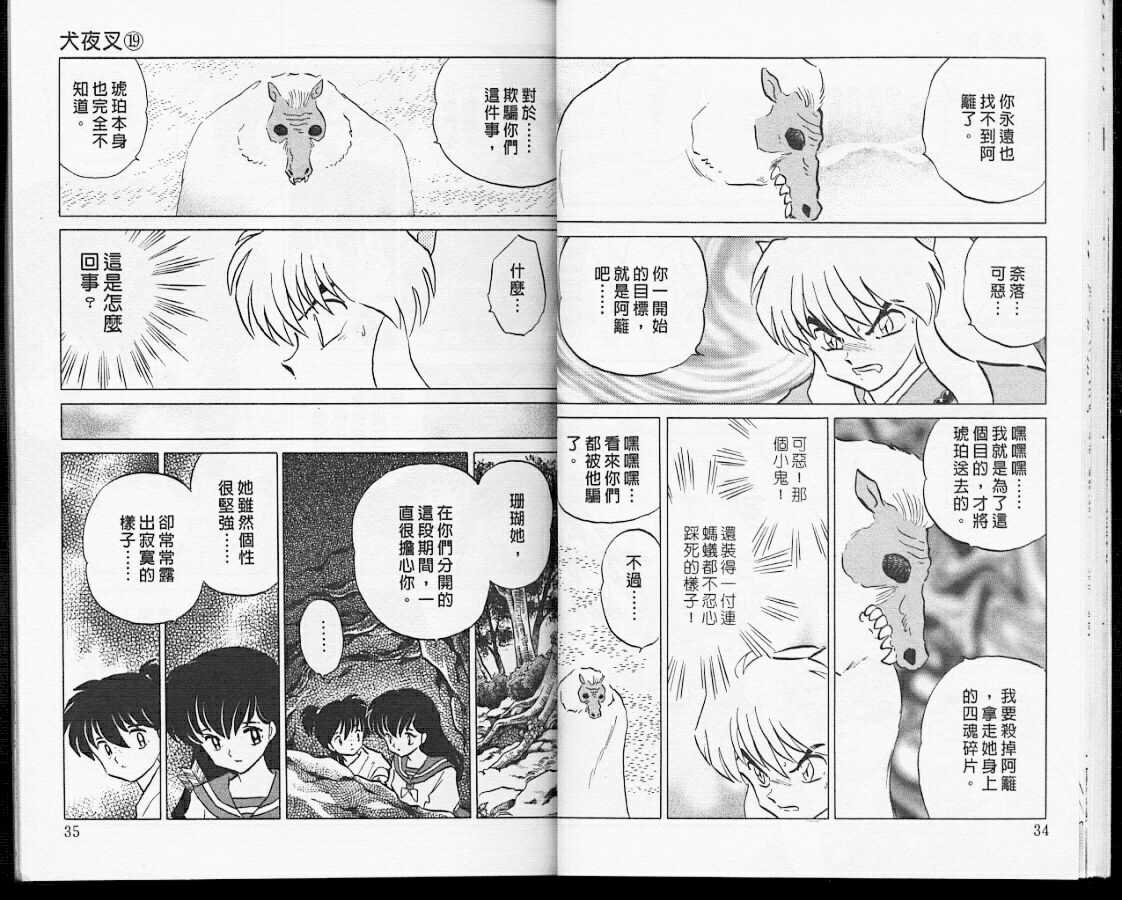 犬夜叉⑲
你永遠也
找不到阿
籬了。
奈落…
可惡…
你一開始
的目標，
就是阿籬
吧……
嘿嘿嘿……
我就是為了這
個目的，才將
琥珀送去的。
我要殺掉阿籬
，拿走她身上
的四魂碎片。
可惡！那
個小鬼！
還裝得一付連
螞蟻都不忍心
踩死的樣子！
嘿嘿嘿…
看來你們
都被他騙
了。
不過……
34
對於……
欺騙你們
這件事，
琥珀本身
也完全不
知道。
什麼…
這是怎麼
回事？
珊瑚她，
在你們分開的
這段期間，一
直很擔心你。
……
她雖然個性
很堅強，
卻常常露
出寂寞的
樣子……
35